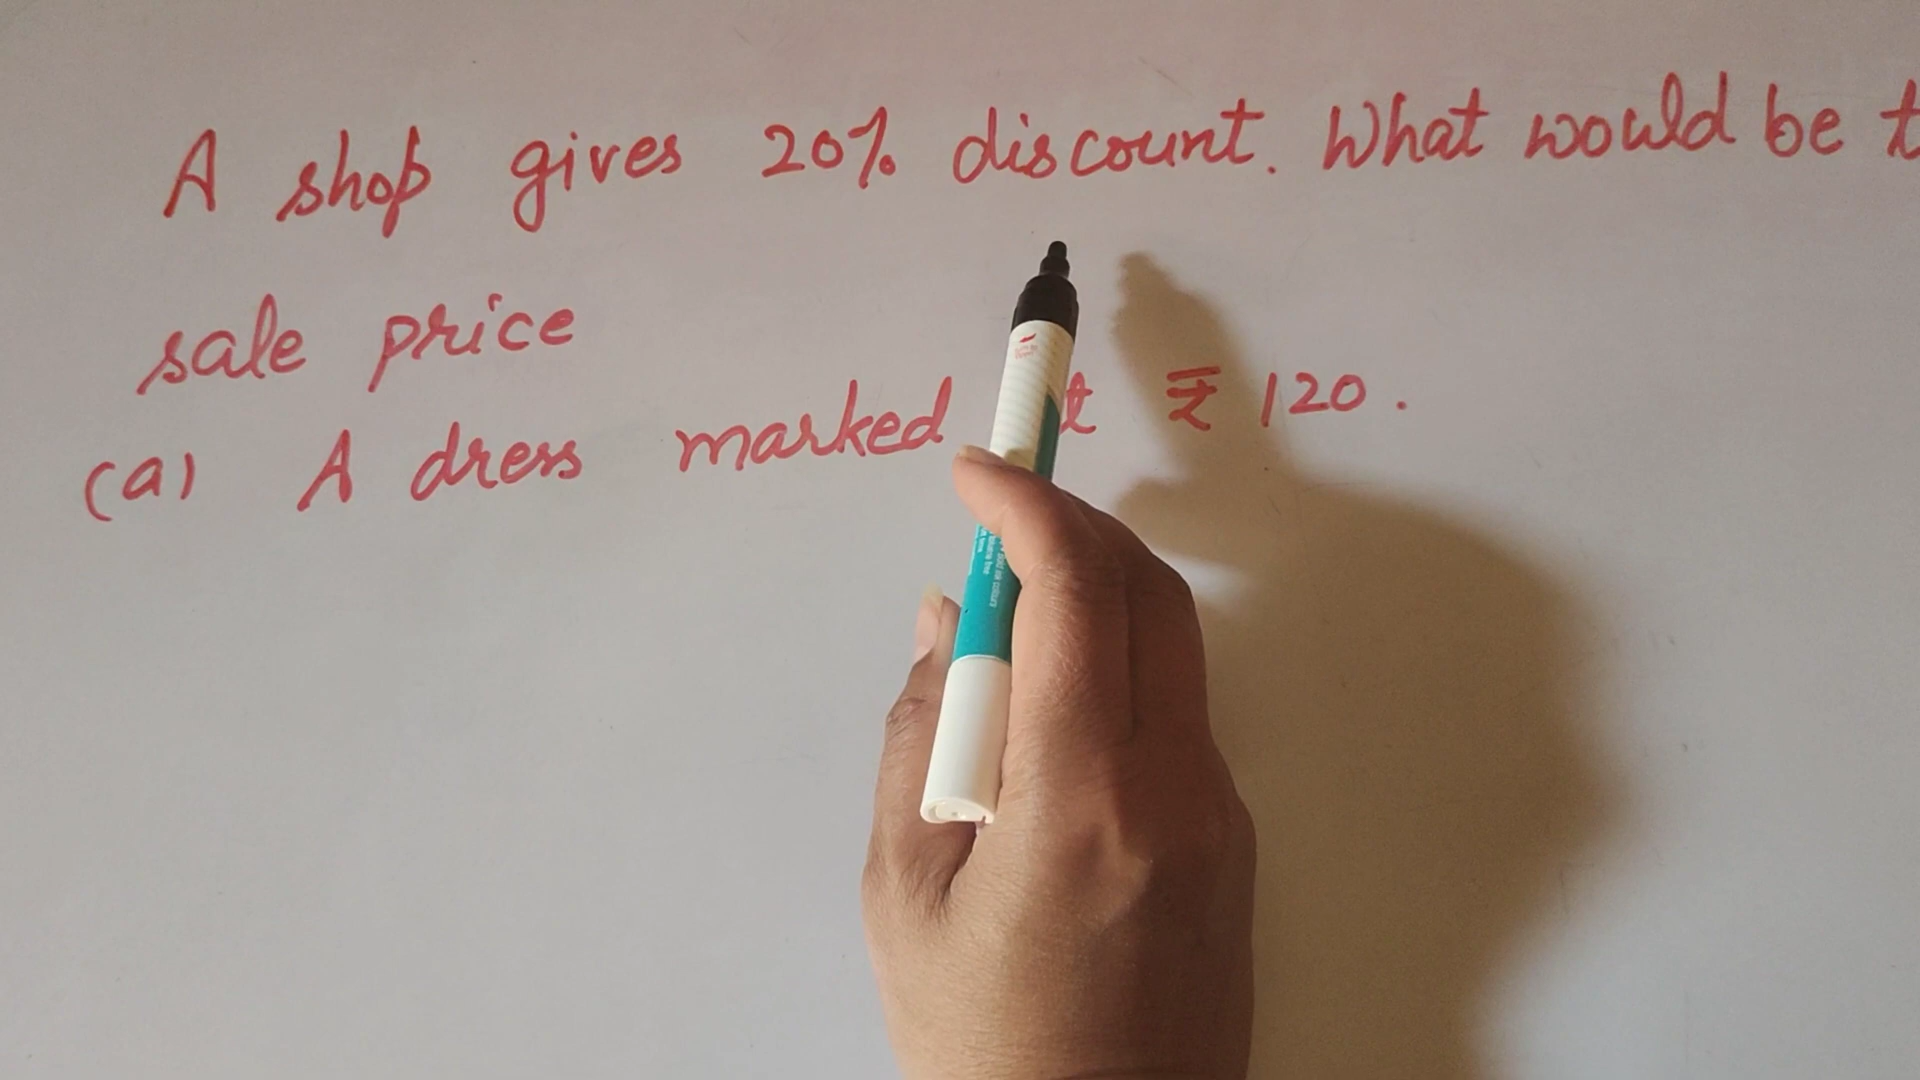 A shop gives 20% discount. What would be t
sale price
(a) A dress marked t ₹ 120.